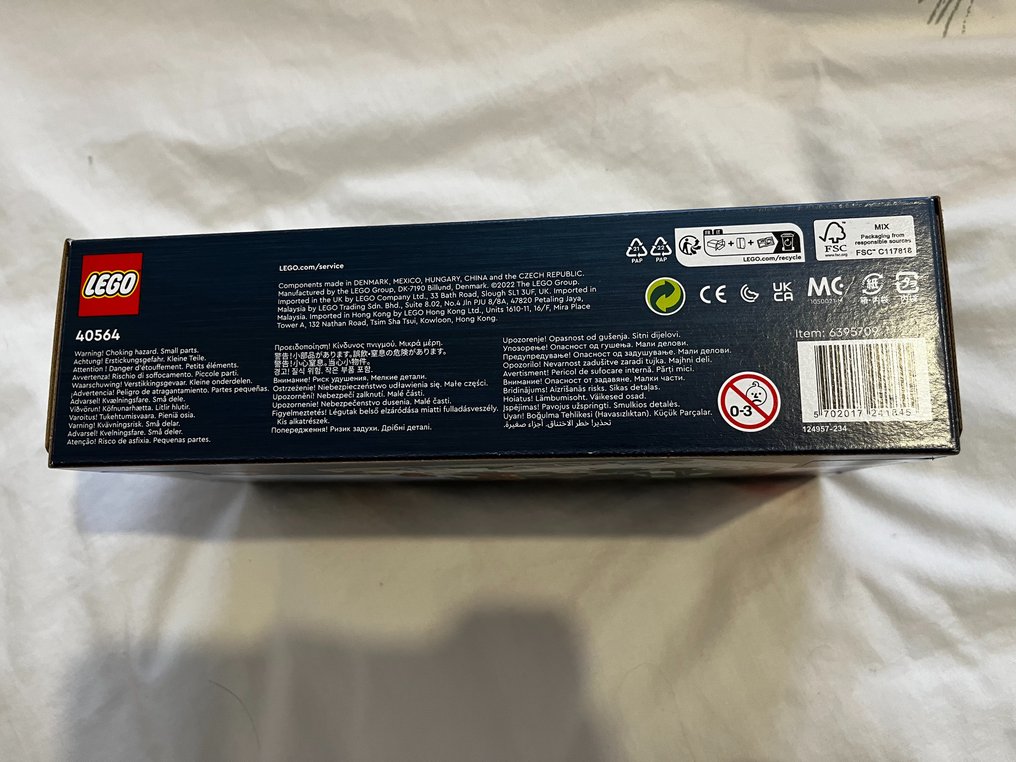 LEGO
40564
Warning! Choking hazard. Small parts.
Achtung! Erstickungsgefahr. Kleine Teile.
Attention ! Danger d'étouffement. Petits éléments.
Avvertenza! Rischio di soffocamento. Piccole parti.
Waarschuwing! Verstikkingsgevaar. Kleine onderdelen.
¡Advertencia! Peligro de atragantamiento. Partes pequeñas.
Advarsel! Kvælningsfare. Små dele.
Viðvörun! Köfnunarhætta. Litlir hlutir.
Varoitus! Tukehtumisvaara. Pieniä osia.
Varning! Kvävningsrisk. Små delar.
Advarsel! Kvelningsfare. Små deler.
Atenção! Risco de asfixia. Pequenas partes.
LEGO.com/service
Components made in DENMARK, MEXICO, HUNGARY, CHINA and the CZECH REPUBLIC.
Manufactured by the LEGO Group, DK-7190 Billund, Denmark. ©2022 The LEGO Group.
Imported in the UK by LEGO Company Ltd., 33 Bath Road, Slough SL1 3UF, UK. Imported in
Malaysia by LEGO Trading Sdn. Bhd., Suite 8.02, No.4 Jln PJU 8/8A, 47820 Petaling Jaya,
Malaysia. Imported in Hong Kong by LEGO Hong Kong Ltd., Units 1610-11, 16/F, Mira Place
Tower A, 132 Nathan Road, Tsim Sha Tsui, Kowloon, Hong Kong.
Προειδοποίηση! Κίνδυνος πνιγμού. Μικρά μέρη.
警告!小部品があります。誤飲・窒息の危険があります。
警告!小心窒息。当心小物件。
경고! 질식 위험. 작은 부품 포함.
Внимание! Риск удушения. Мелкие детали.
Ostrzeżenie! Niebezpieczeństwo udławienia się. Małe części.
Upozornění! Nebezpečí zalknutí. Malé části.
Upozornenie! Nebezpečenstvo dusenia. Malé časti.
Figyelmeztetés! Légutak belső elzáródása miatti fulladásveszély.
Kis alkatrészek.
Попередження! Ризик задухи. Дрібні деталі.
Upozorenje! Opasnost od gušenja. Sitni dijelovi.
Упозорение! Опасност од гушења. Мали делови.
Предупредување! Опасност од задушување. Мали делови.
Opozorilo! Nevarnost zadušitve zaradi tujka. Majhni deli.
Avertisment! Pericol de sufocare internă. Părți mici.
Внимание! Опасност от задавяне. Малки части.
Brīdinājums! Aizrīšanās risks. Sīkas detaļas.
Hoiatus! Lämbumisoht. Väikesed osad.
Įspėjimas! Pavojus užspringti. Smulkios detalės.
Uyarı! Boğulma Tehlikesi (Havasızlıktan). Küçük Parçalar.
تحذير! خطر الاختناق. أجزاء صغيرة.
21
PAP
22
PAP
LEGO.com/recycle
FSC
www.fsc.org
MIX
Packaging from
responsible sources
FSC™ C117818
CE
UK
CA
紙
Item: 6395709
0-3
5 702017 241845
124957-234